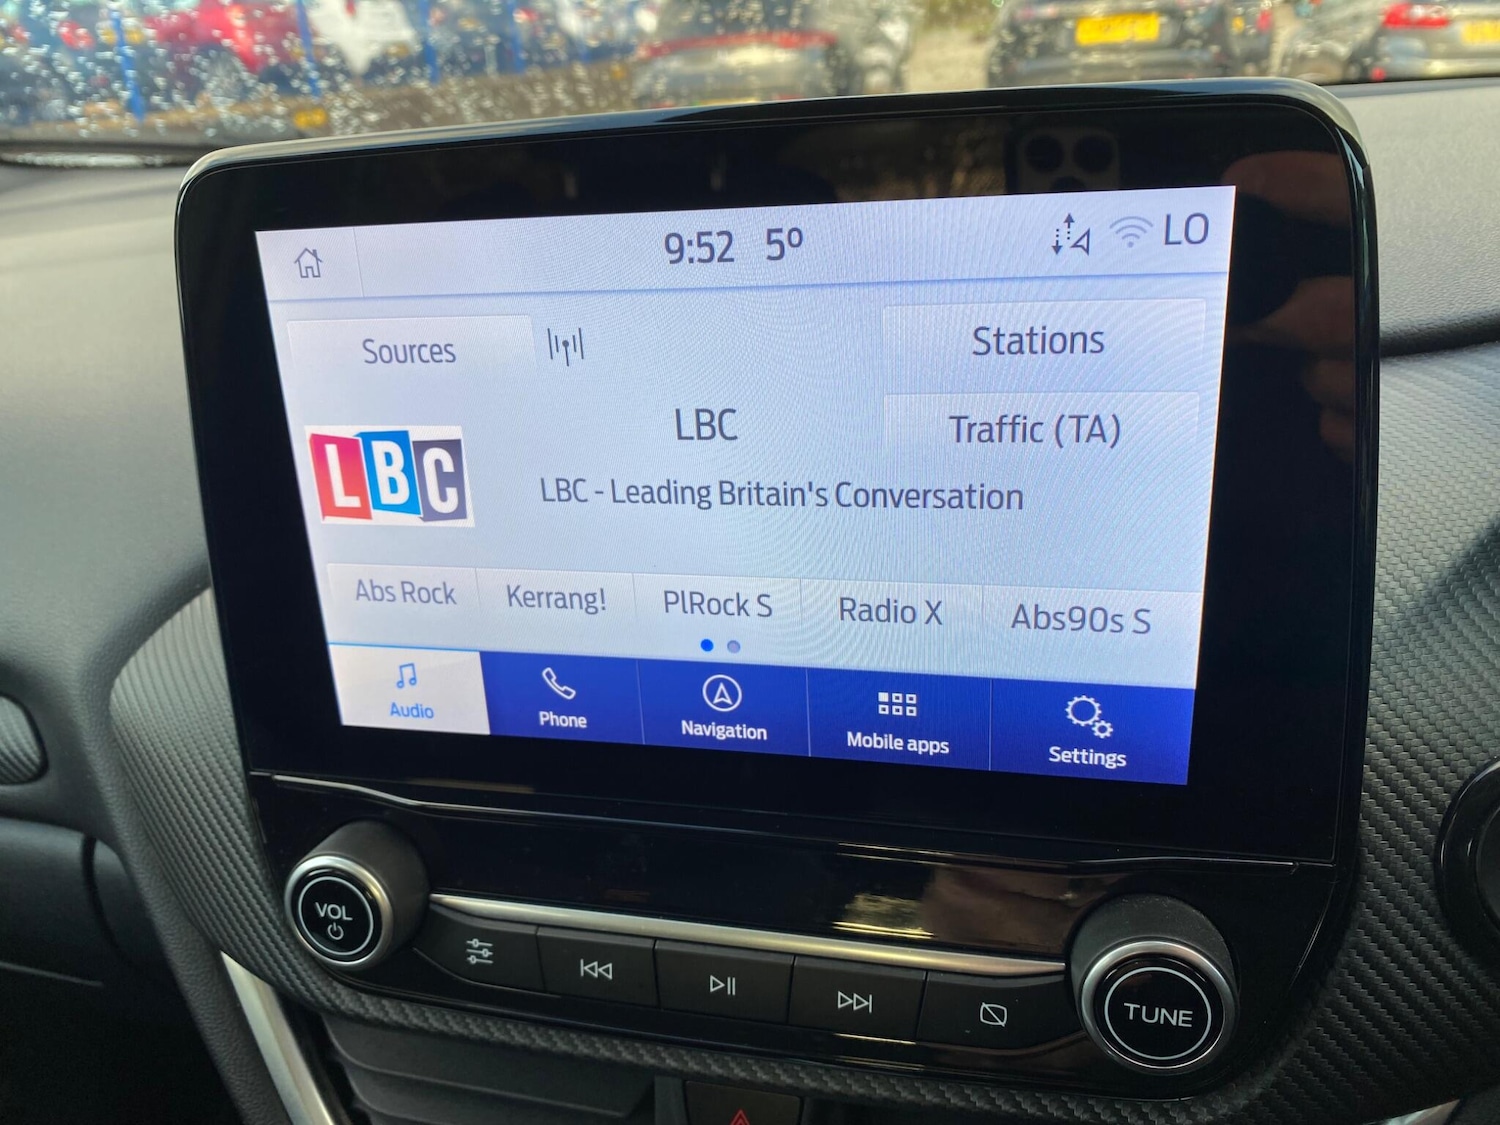 9:52 5º LO
Sources
Stations
LBC
Traffic (TA)
LBC
LBC - Leading Britain's Conversation
Abs Rock Kerrang! PlRock S Radio X Abs90s S
Audio Phone Navigation Mobile apps Settings
VOL
TUNE